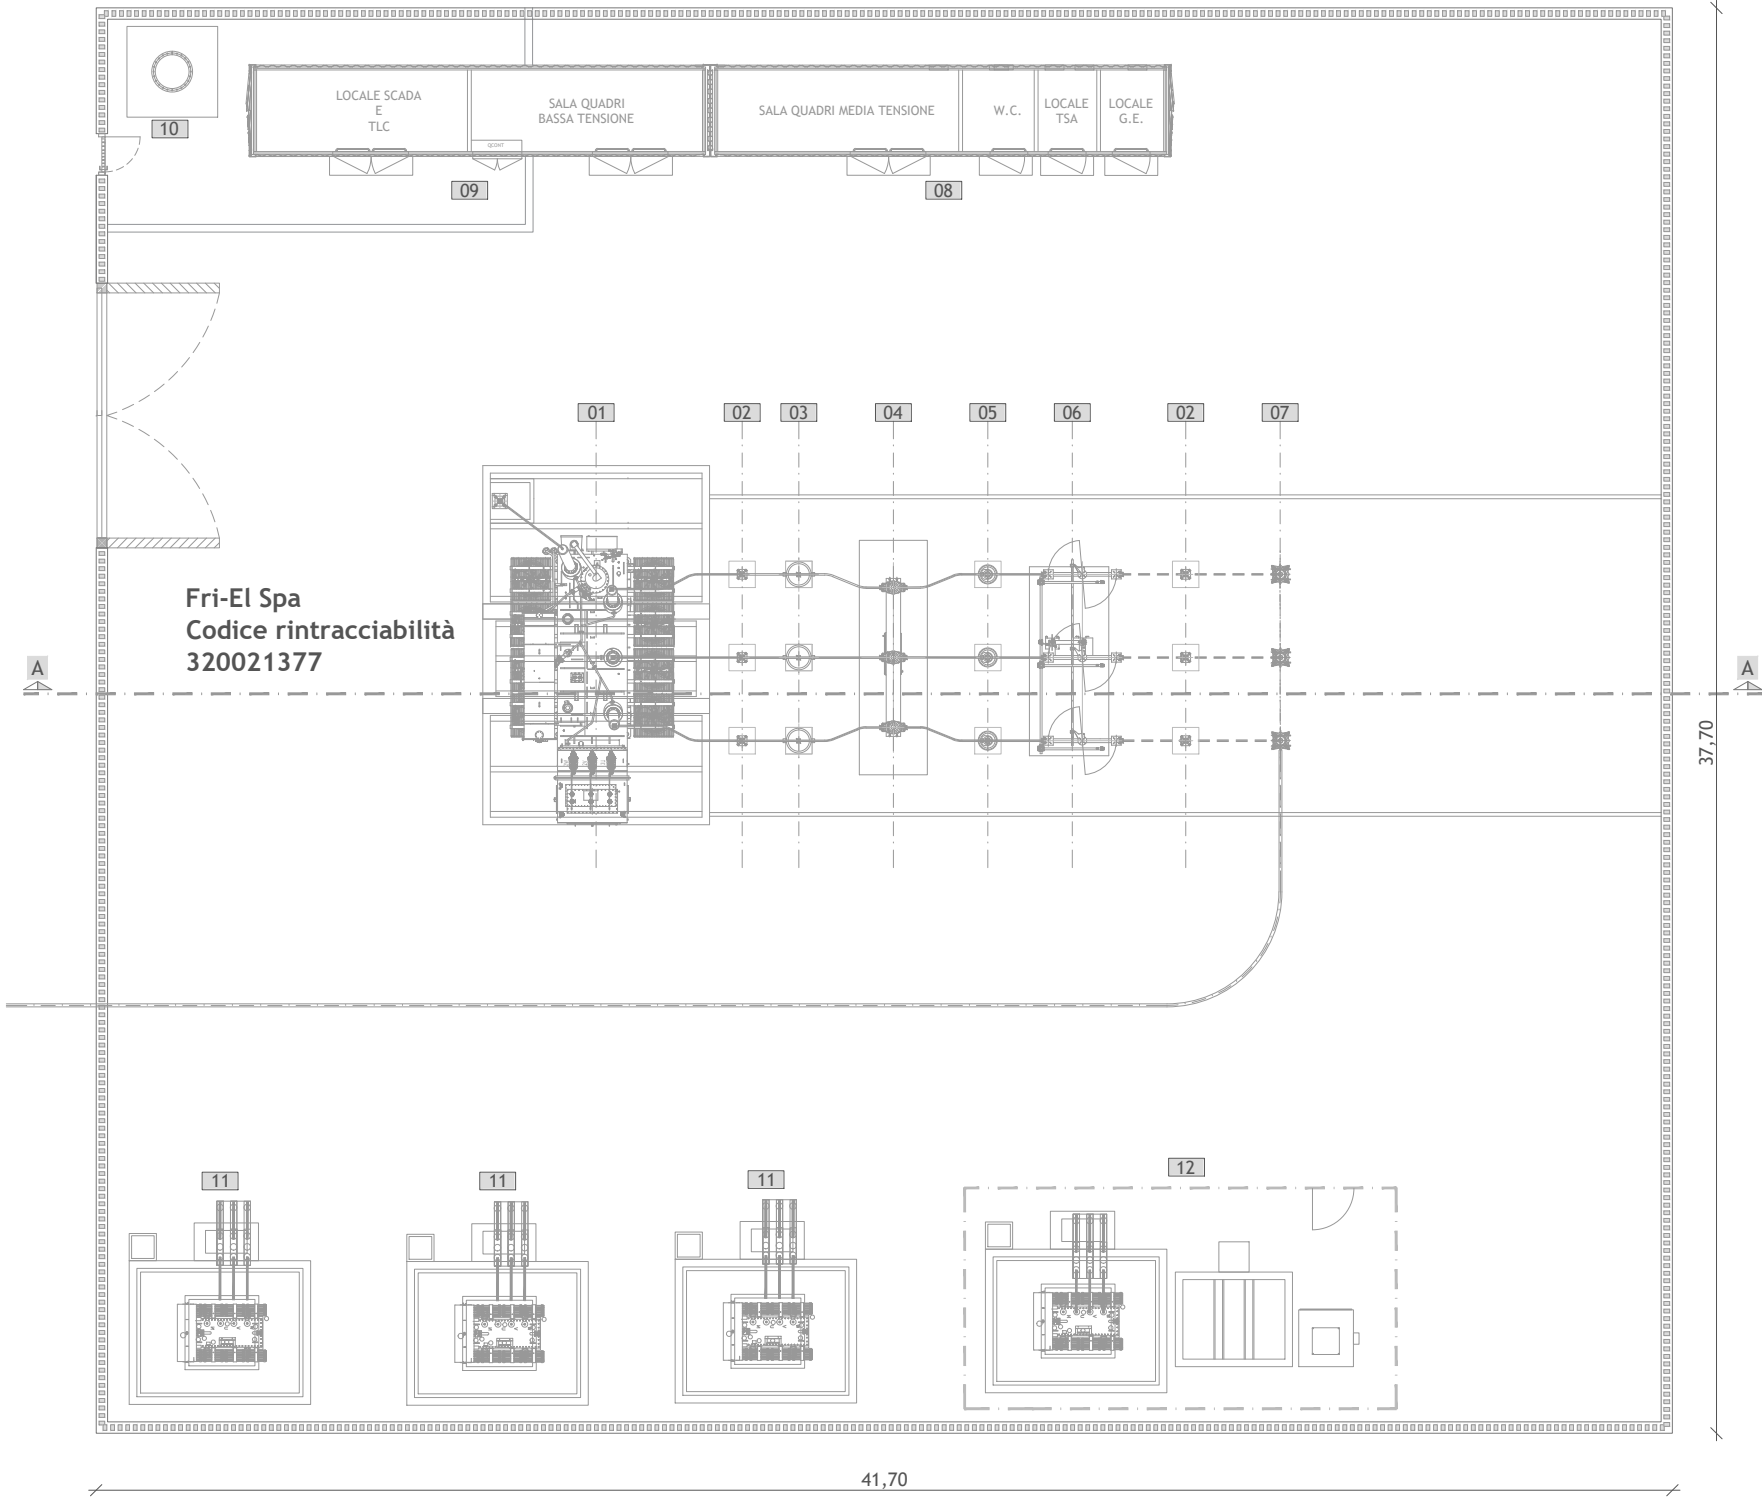 LOCALE SCADA
E
TLC
SALA QUADRI
BASSA TENSIONE
SALA QUADRI MEDIA TENSIONE
W.C.
LOCALE
TSA
LOCALE
G.E.
QCONT
10
09
08
01
02
03
04
05
06
02
07
Fri-El Spa
Codice rintracciabilità
320021377
A
A
37,70
11
11
11
12
41,70